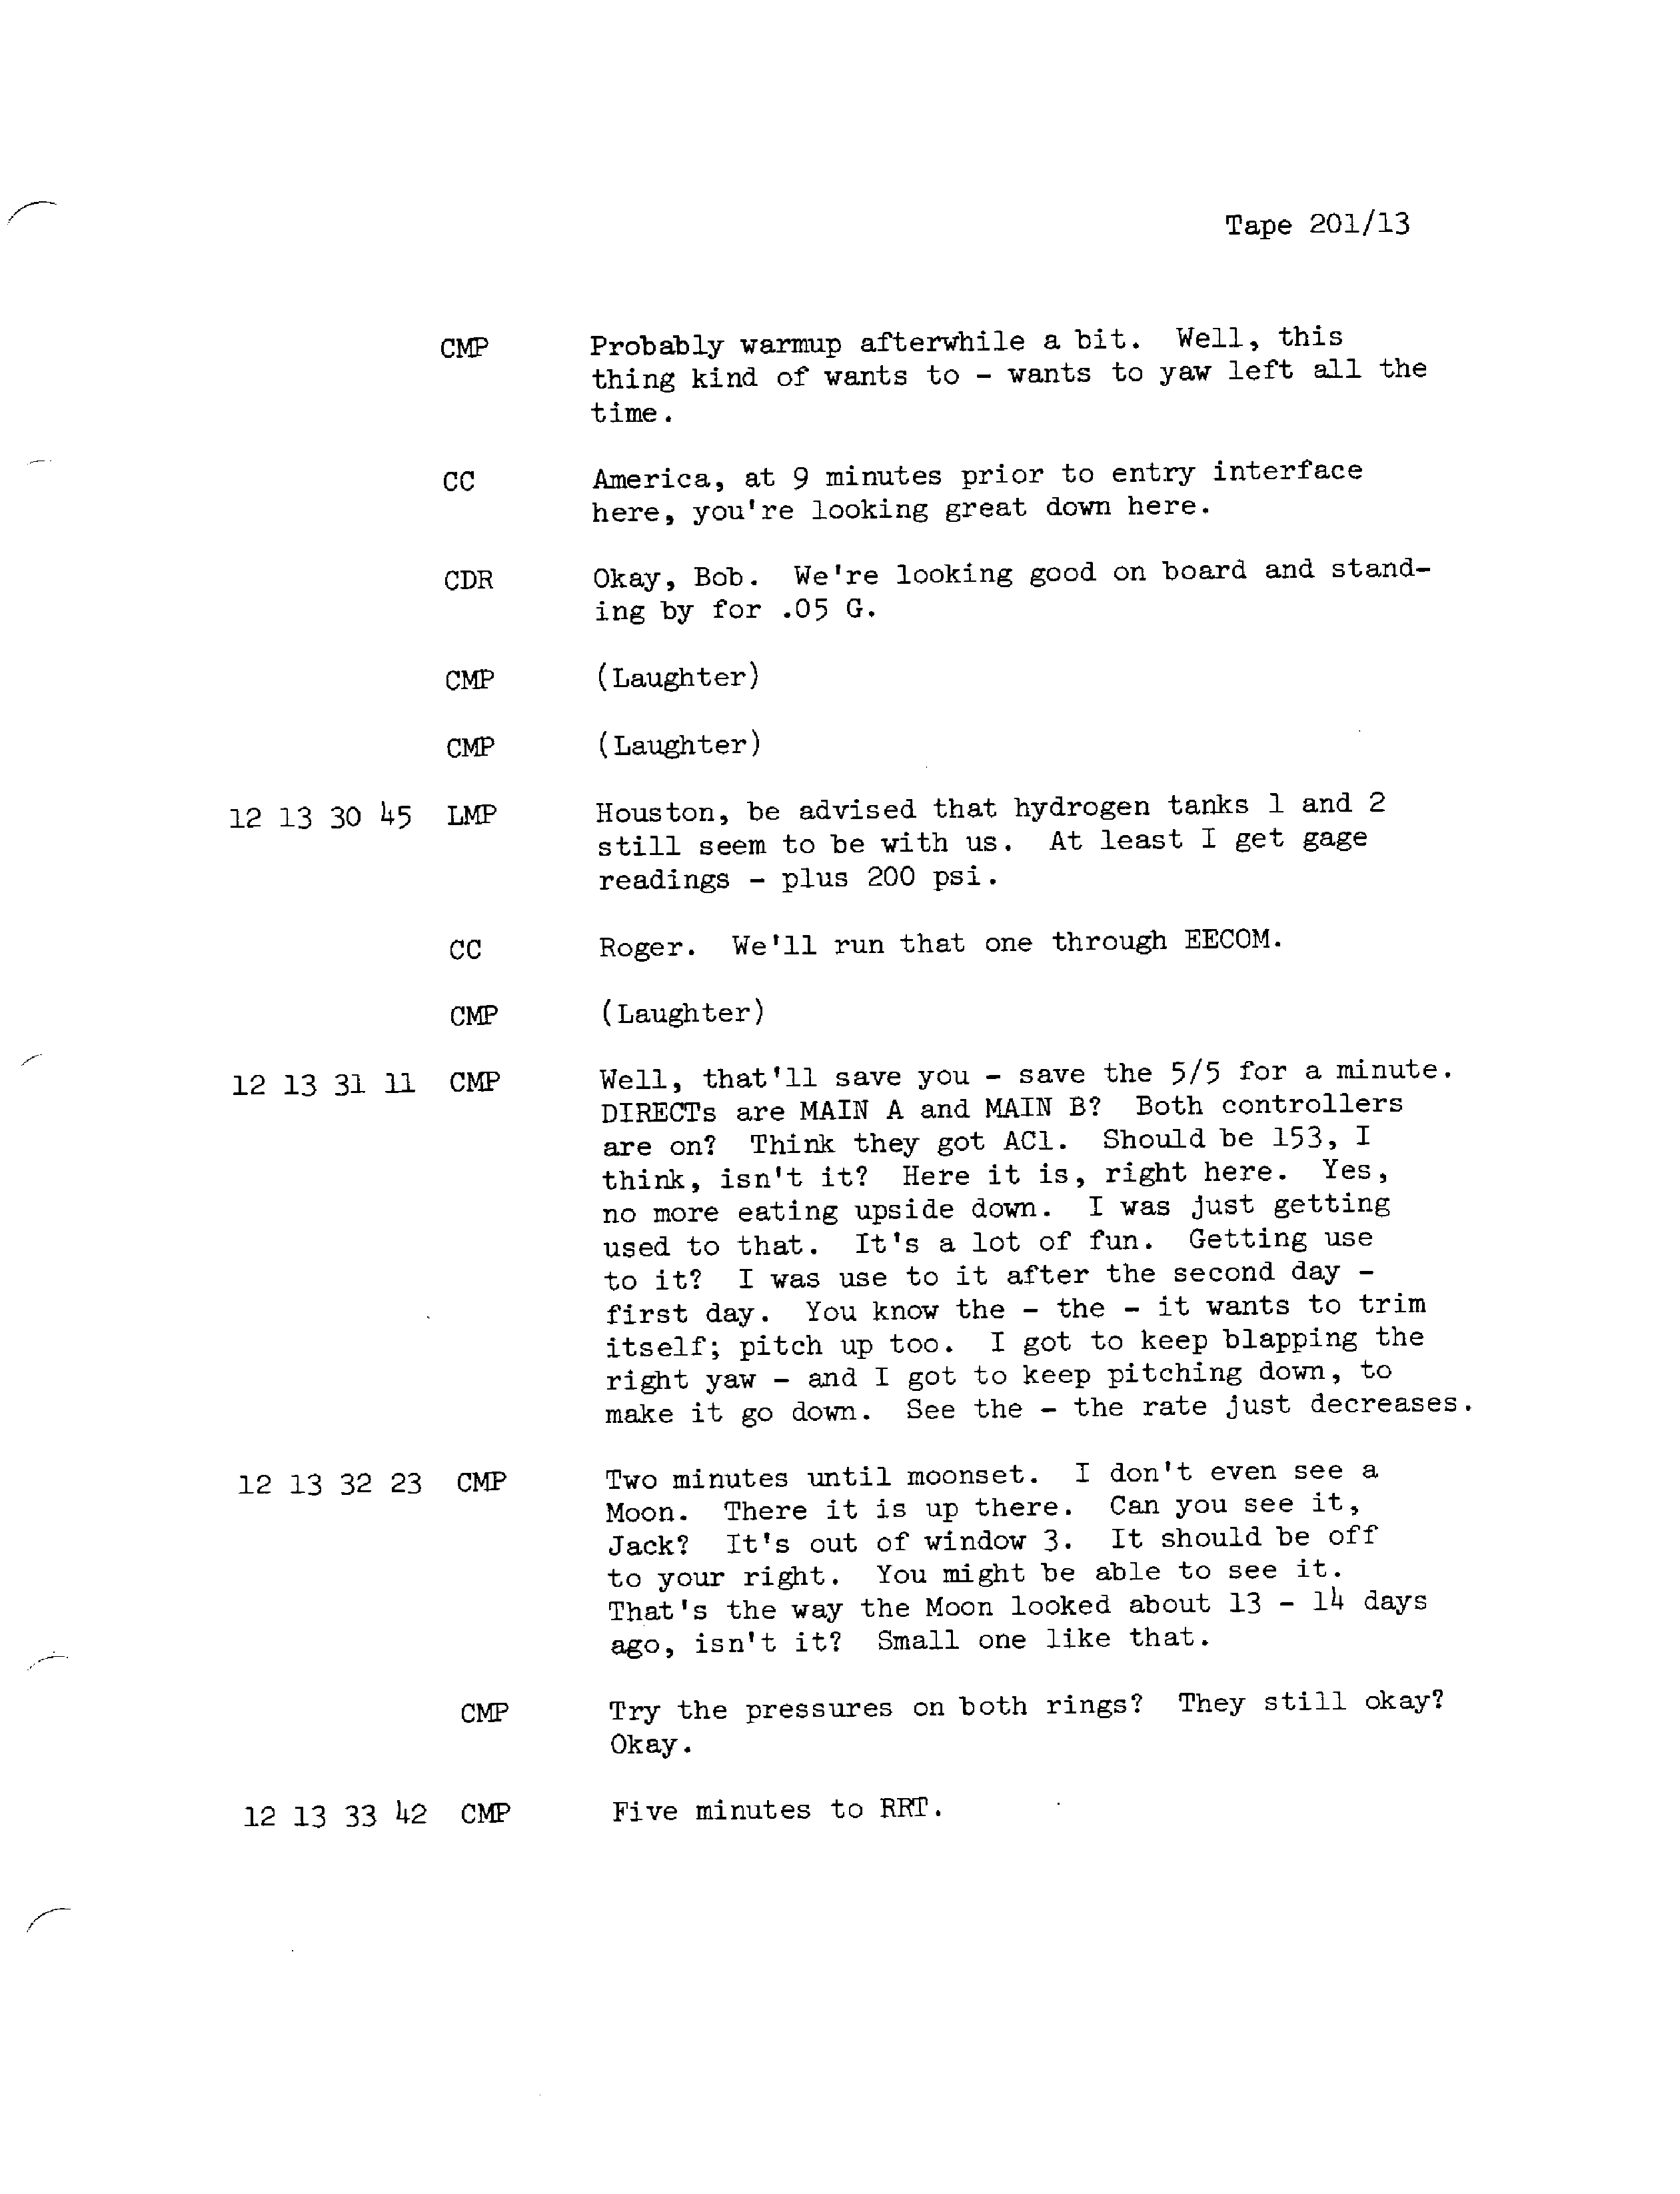 Tape 201/13
CMP Probably warmup afterwhile a bit. Well, this
thing kind of wants to - wants to yaw left all the
time.
CC America, at 9 minutes prior to entry interface
here, you're looking great down here.
CDR Okay, Bob. We're looking good on board and stand-
ing by for .05 G.
CMP (Laughter)
CMP (Laughter)
12 13 30 45 LMP Houston, be advised that hydrogen tanks 1 and 2
still seem to be with us. At least I get gage
readings - plus 200 psi.
CC Roger. We'll run that one through EECOM.
CMP (Laughter)
12 13 31 11 CMP Well, that'll save you - save the 5/5 for a minute.
DIRECTs are MAIN A and MAIN B? Both controllers
are on? Think they got AC1. Should be 153, I
think, isn't it? Here it is, right here. Yes,
no more eating upside down. I was just getting
used to that. It's a lot of fun. Getting use
to it? I was use to it after the second day -
first day. You know the - the - it wants to trim
itself; pitch up too. I got to keep blapping the
right yaw - and I got to keep pitching down, to
make it go down. See the - the rate just decreases.
12 13 32 23 CMP Two minutes until moonset. I don't even see a
Moon. There it is up there. Can you see it,
Jack? It's out of window 3. It should be off
to your right. You might be able to see it.
That's the way the Moon looked about 13 - 14 days
ago, isn't it? Small one like that.
CMP Try the pressures on both rings? They still okay?
Okay.
12 13 33 42 CMP Five minutes to RRT.